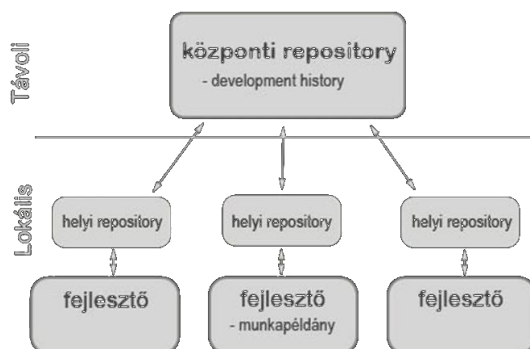 Távoli
központi repository
- development history
Lokális
helyi repository
helyi repository
helyi repository
fejlesztő
fejlesztő
- munkapéldány
fejlesztő